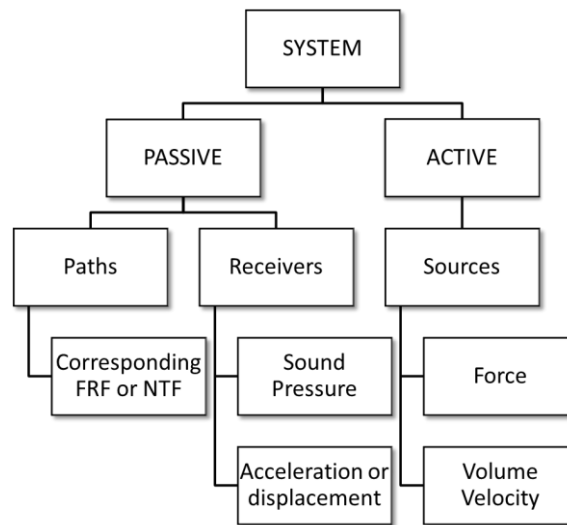 SYSTEM
PASSIVE
ACTIVE
Paths
Receivers
Sources
Corresponding
FRF or NTF
Sound
Pressure
Force
Acceleration or
displacement
Volume
Velocity